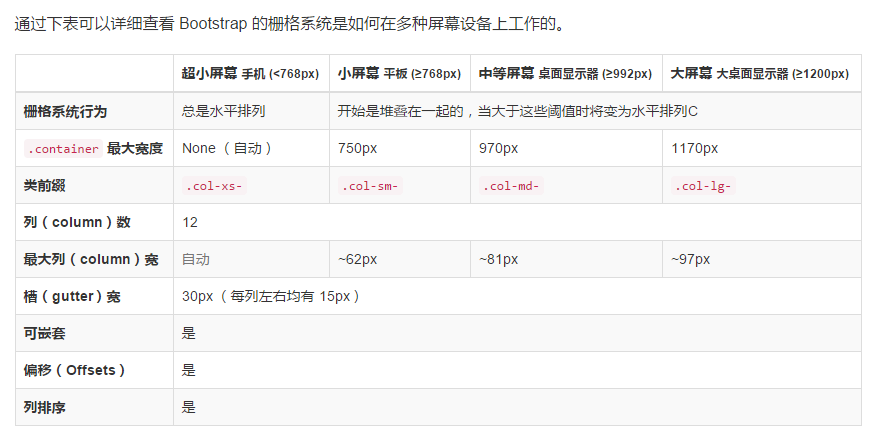 通过下表可以详细查看 Bootstrap 的栅格系统是如何在多种屏幕设备上工作的。
超小屏幕 手机 (<768px) 小屏幕 平板 (≥768px) 中等屏幕 桌面显示器 (≥992px) 大屏幕 大桌面显示器 (≥1200px)
栅格系统行为 总是水平排列 开始是堆叠在一起的，当大于这些阈值时将变为水平排列C
.container 最大宽度 None （自动） 750px 970px 1170px
类前缀 .col-xs- .col-sm- .col-md- .col-lg-
列（column）数 12
最大列（column）宽 自动 ~62px ~81px ~97px
槽（gutter）宽 30px （每列左右均有 15px）
可嵌套 是
偏移（Offsets） 是
列排序 是